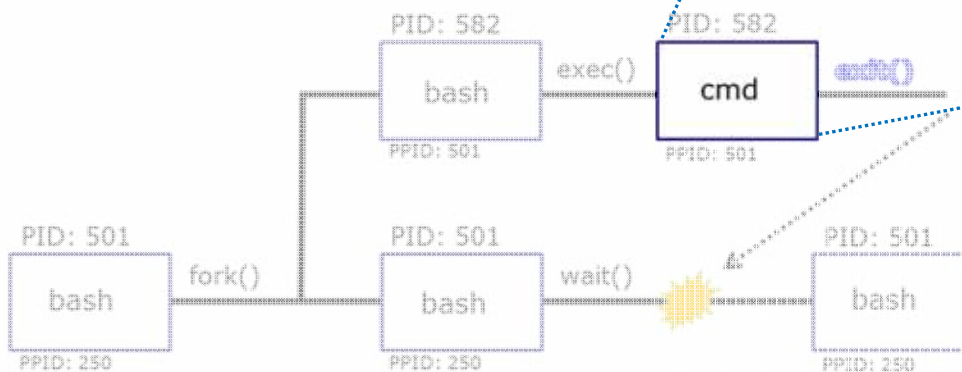 PID: 582
bash
PPID: 501
exec()
PID: 582
cmd
PPID: 501
exit()
PID: 501
bash
PPID: 250
fork()
PID: 501
bash
PPID: 250
wait()
PID: 501
bash
PPID: 250